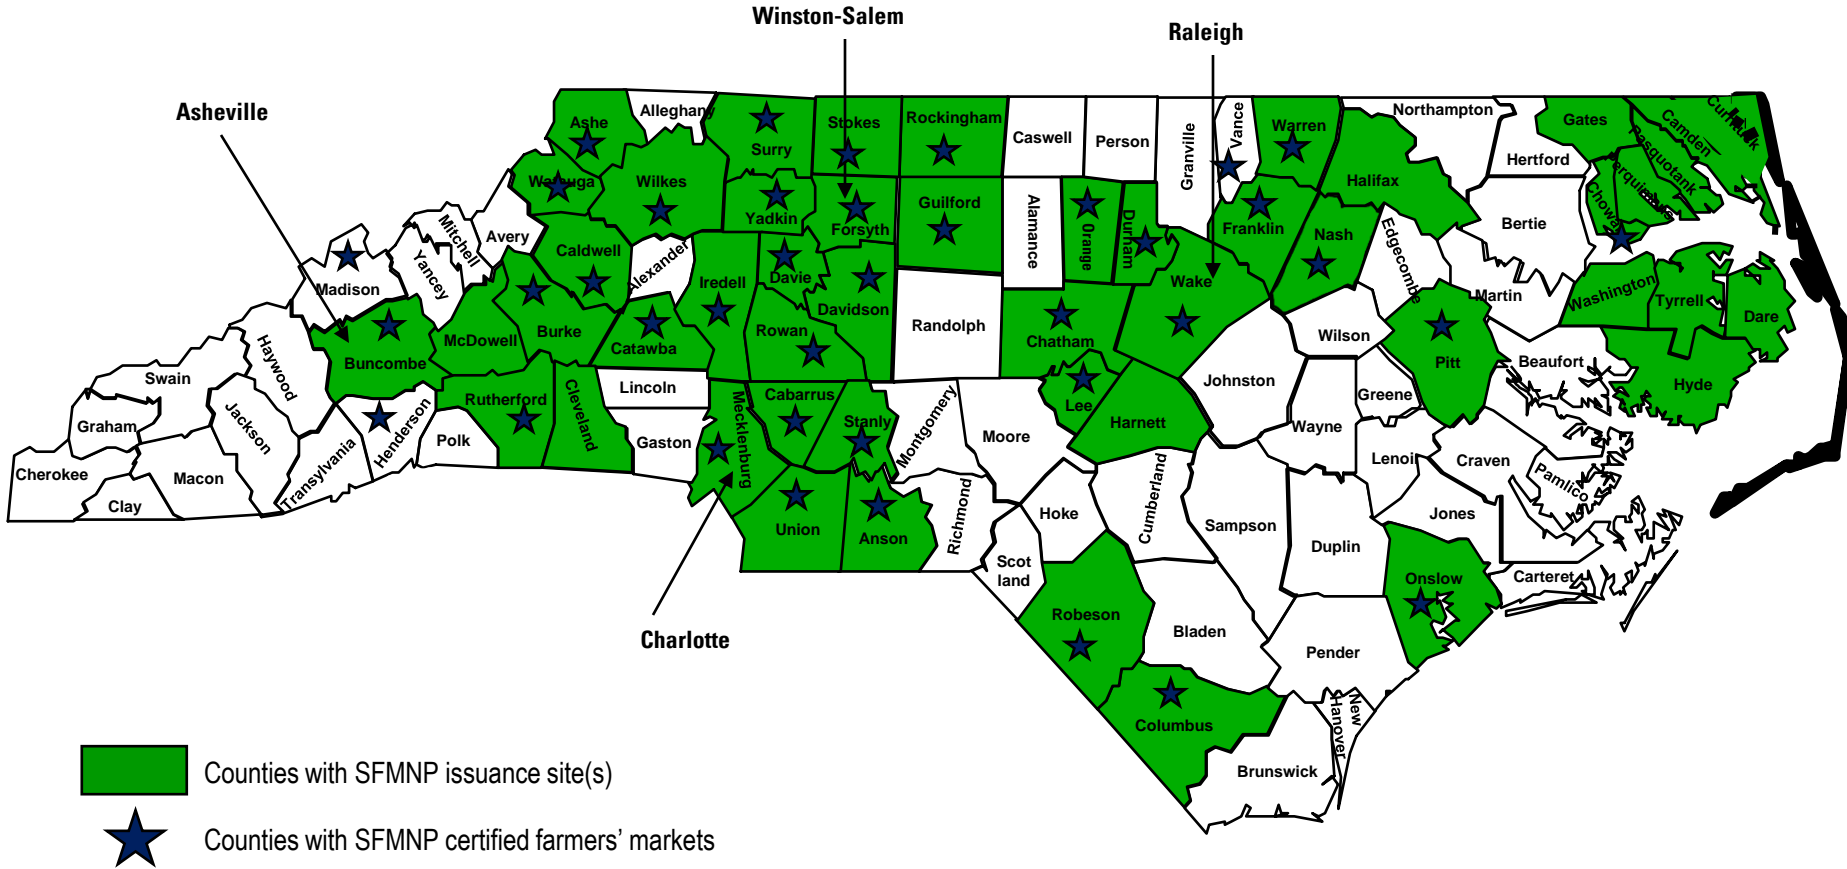 Winston-Salem
Raleigh
Asheville
Alleghany
Ashe
Surry
Stokes
Rockingham
Caswell
Person
Granville
Vance
Warren
Northampton
Gates
Camden
Currituck
Pasquotank
Perquimans
Chowan
Hertford
Halifax
Bertie
Watauga
Wilkes
Yadkin
Forsyth
Guilford
Alamance
Orange
Durham
Franklin
Nash
Edgecombe
Martin
Washington
Tyrrell
Dare
Mitchell
Avery
Yancey
Madison
Caldwell
Alexander
Iredell
Davie
Davidson
Randolph
Wake
Chatham
Wilson
Pitt
Beaufort
Hyde
Haywood
Buncombe
McDowell
Burke
Catawba
Rowan
Swain
Graham
Jackson
Rutherford
Cleveland
Lincoln
Mecklenburg
Cabarrus
Stanly
Montgomery
Moore
Lee
Harnett
Johnston
Greene
Wayne
Cherokee
Clay
Macon
Transylvania
Henderson
Polk
Gaston
Lenoir
Craven
Pamlico
Union
Anson
Richmond
Hoke
Cumberland
Sampson
Duplin
Jones
Scot
land
Carteret
Onslow
Robeson
Bladen
Pender
Charlotte
Columbus
New
Hanover
Brunswick
Counties with SFMNP issuance site(s)
Counties with SFMNP certified farmers’ markets